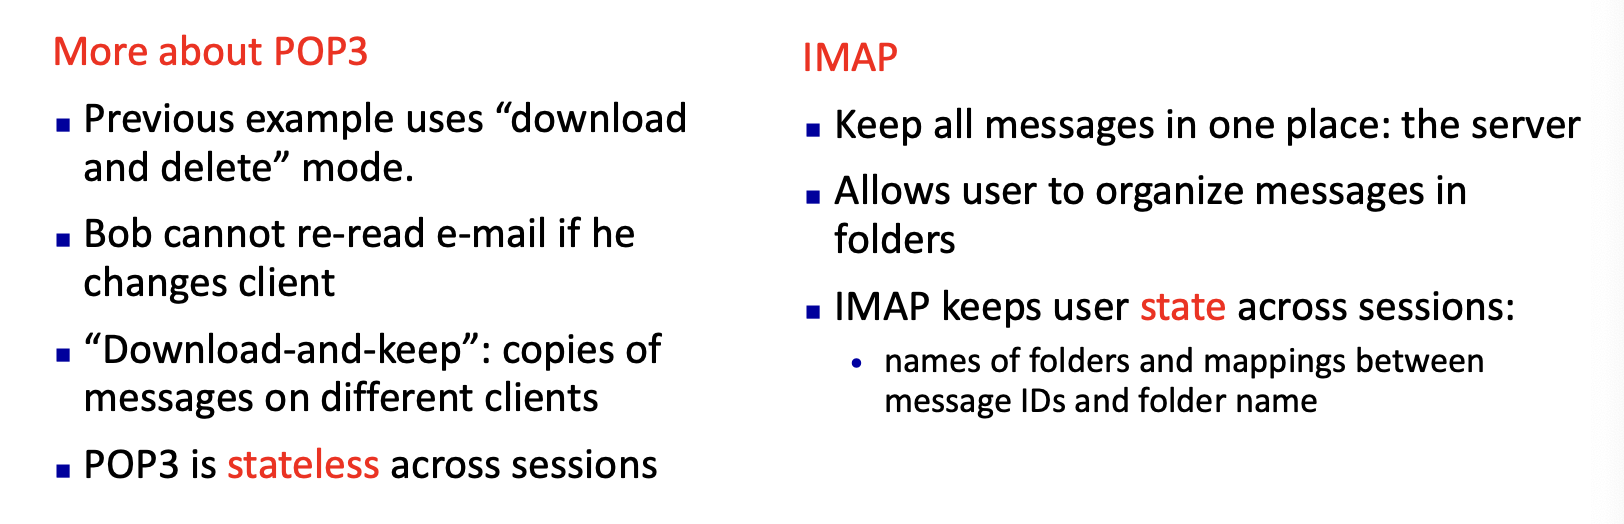 More about POP3
Previous example uses “download
and delete” mode.
Bob cannot re-read e-mail if he
changes client
“Download-and-keep”: copies of
messages on different clients
POP3 is stateless across sessions
IMAP
Keep all messages in one place: the server
Allows user to organize messages in
folders
IMAP keeps user state across sessions:
names of folders and mappings between
message IDs and folder name